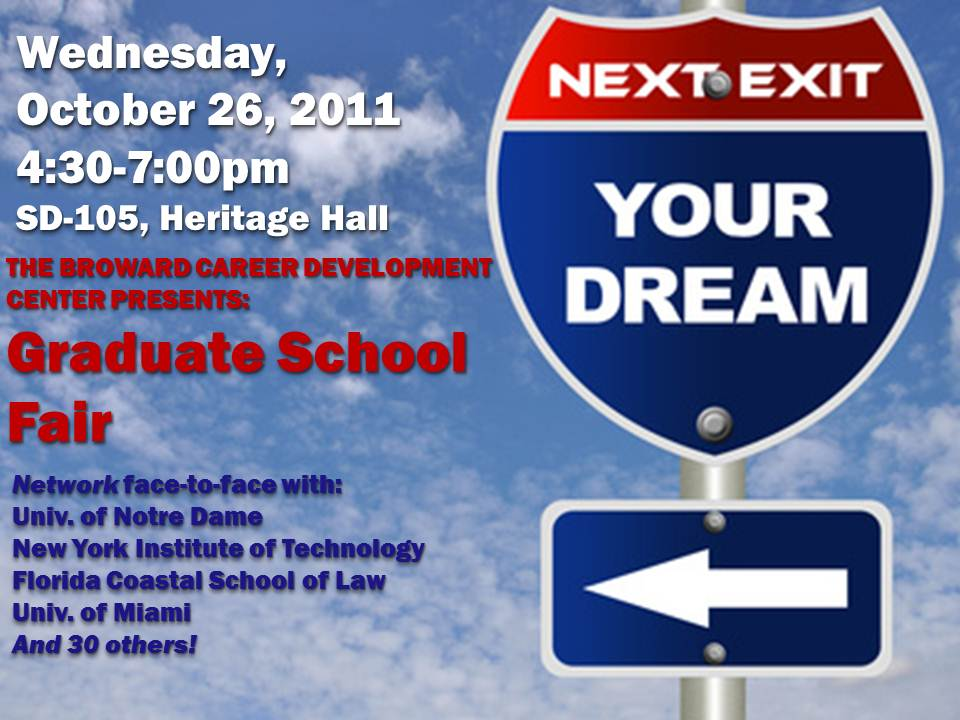 Wednesday,
October 26, 2011
4:30-7:00pm
SD-105, Heritage Hall
THE BROWARD CAREER DEVELOPMENT
CENTER PRESENTS:
Graduate School
Fair
Network face-to-face with:
Univ. of Notre Dame
New York Institute of Technology
Florida Coastal School of Law
Univ. of Miami
And 30 others!
NEXT EXIT
YOUR
DREAM